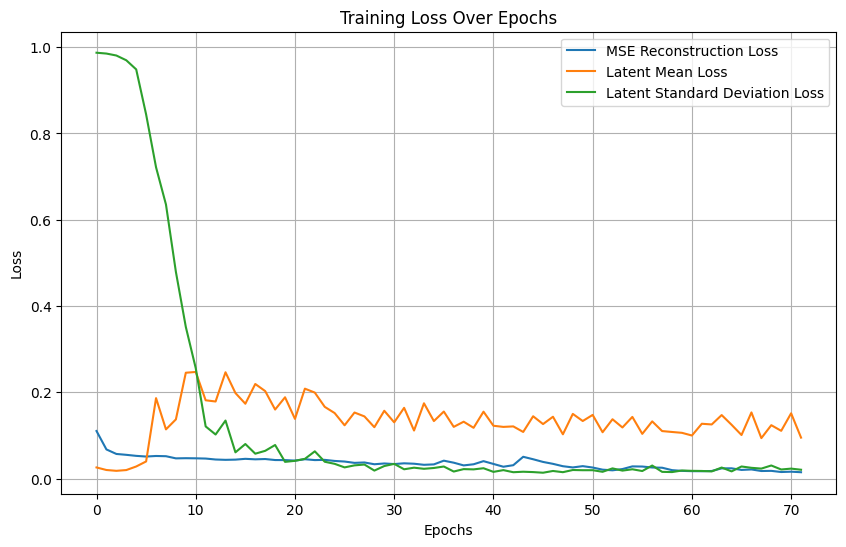 Training Loss Over Epochs
MSE Reconstruction Loss
Latent Mean Loss
Latent Standard Deviation Loss
Loss
1.0
0.8
0.6
0.4
0.2
0.0
0 10 20 30 40 50 60 70
Epochs